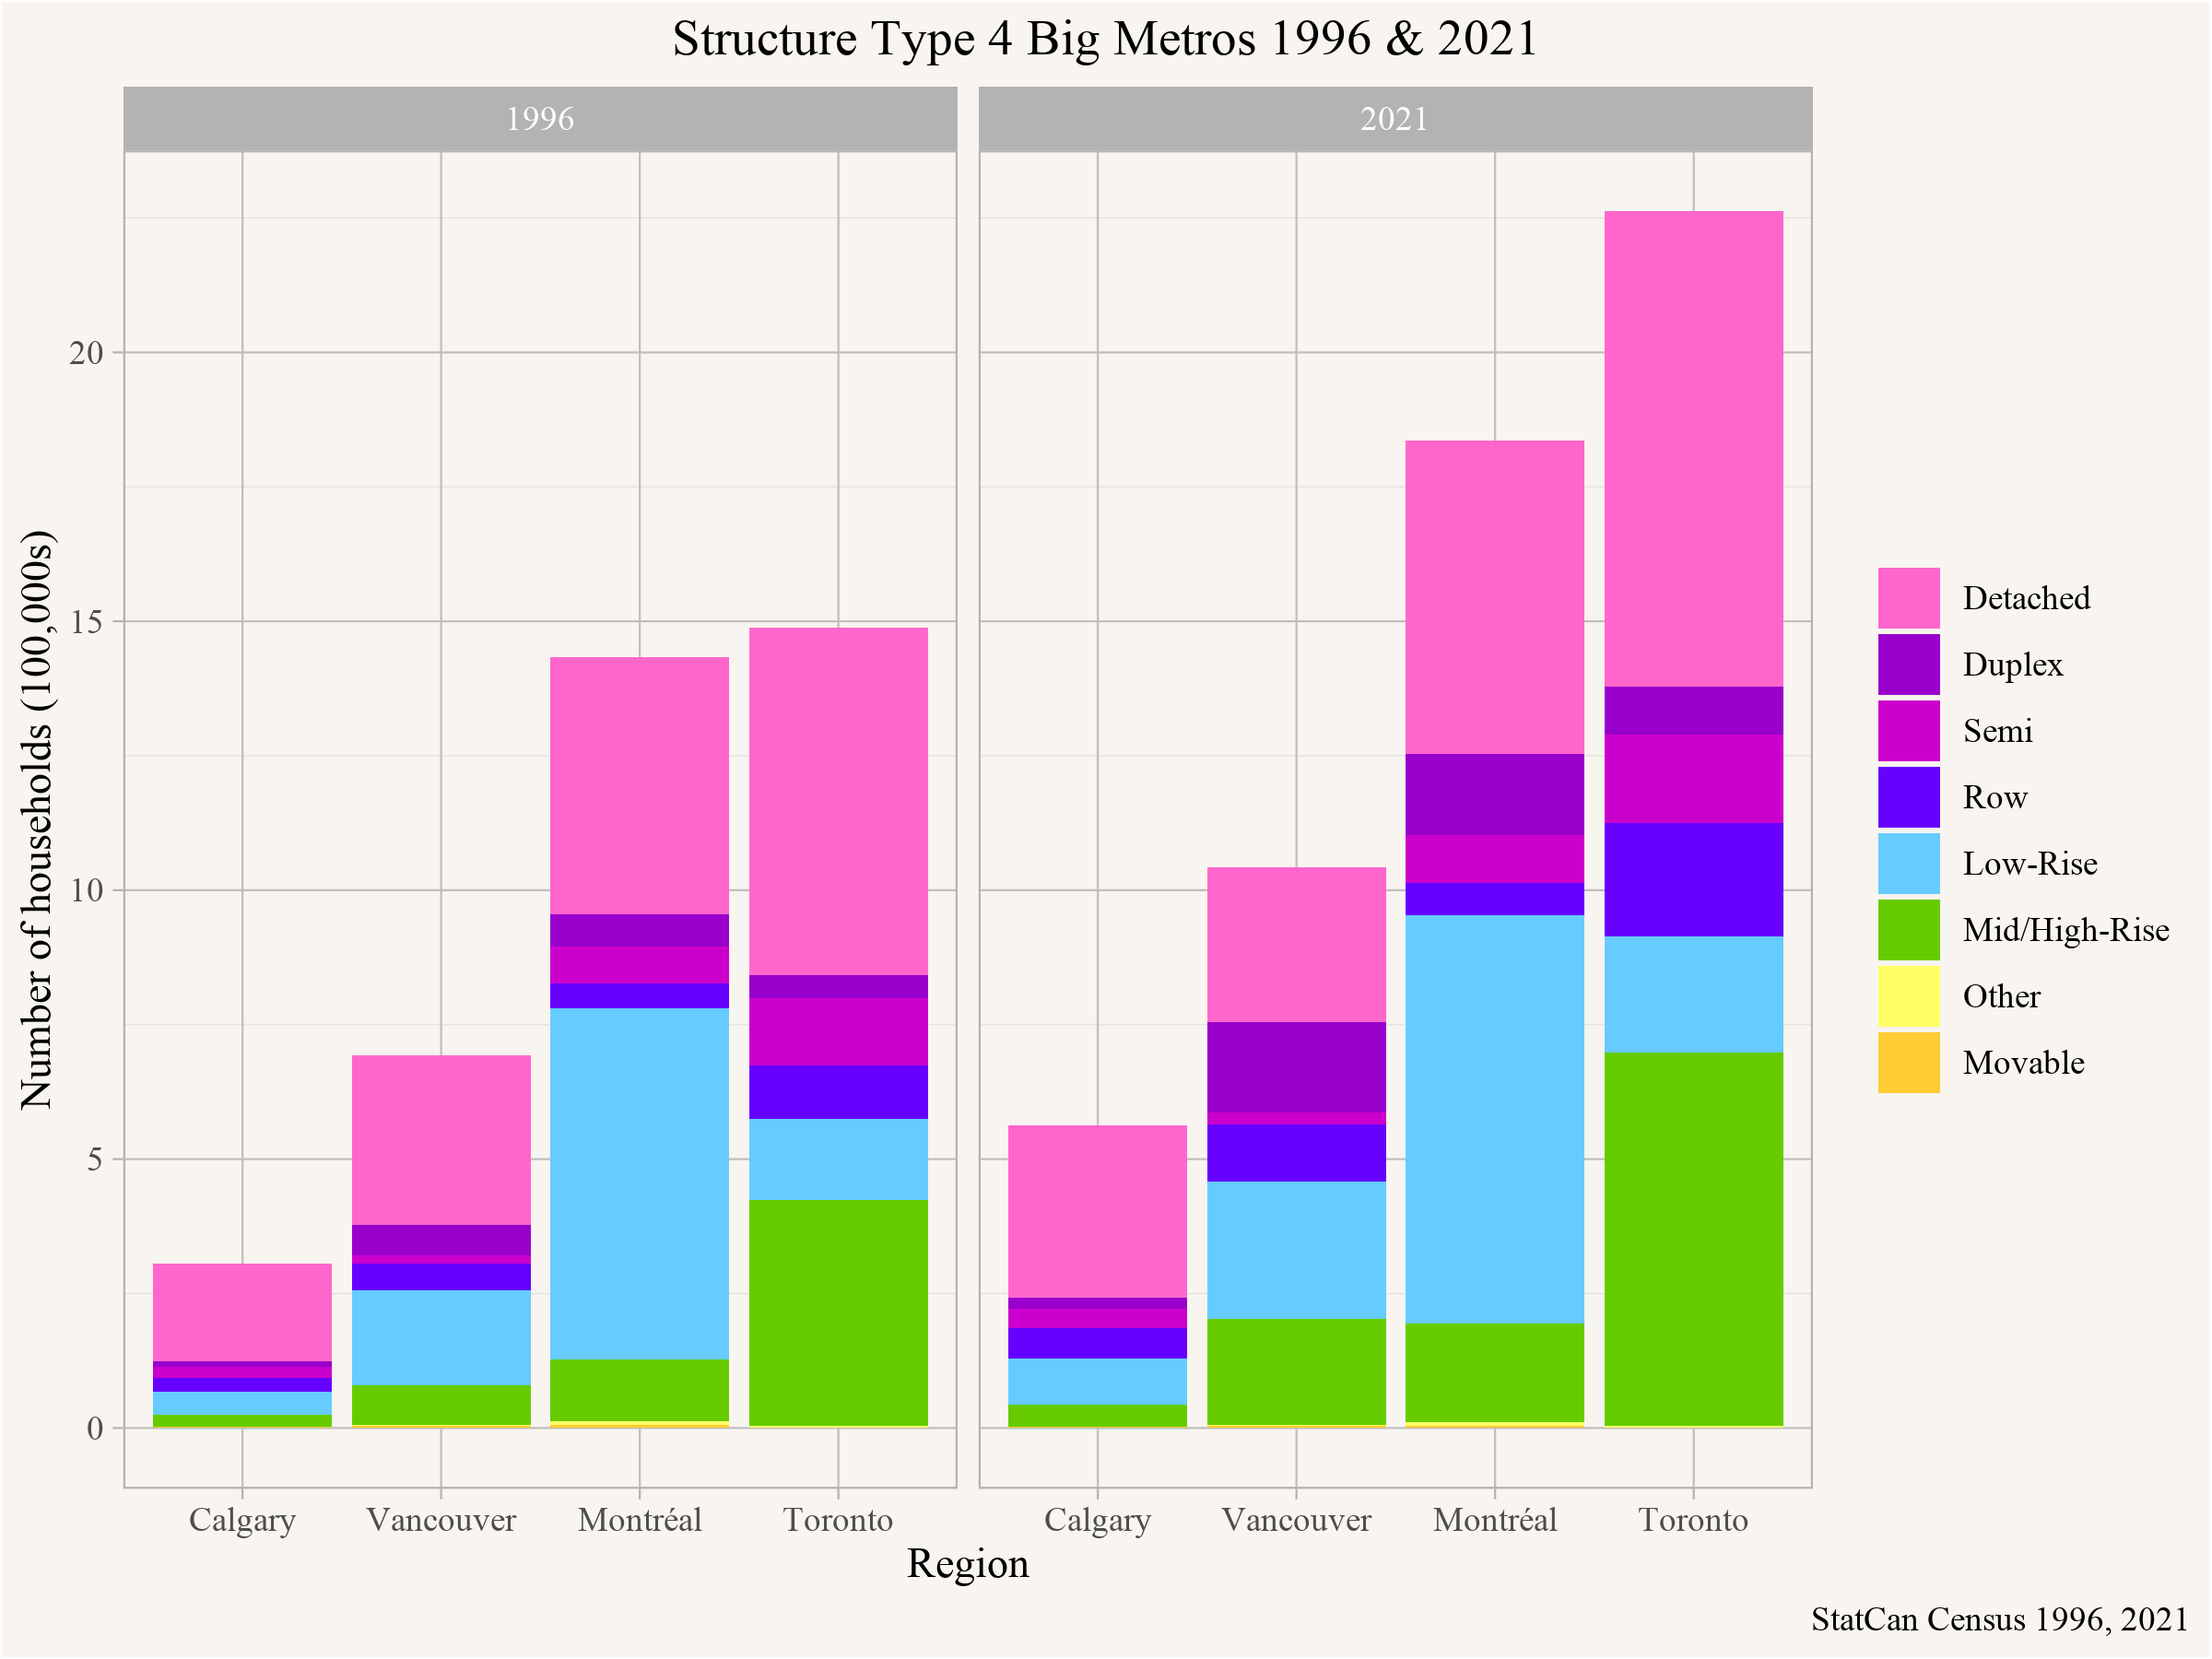 Structure Type 4 Big Metros 1996 & 2021
1996
2021
Number of households (100,000s)
20
15
10
5
0
Calgary
Vancouver
Montréal
Toronto
Calgary
Vancouver
Montréal
Toronto
Region
Detached
Duplex
Semi
Row
Low-Rise
Mid/High-Rise
Other
Movable
StatCan Census 1996, 2021